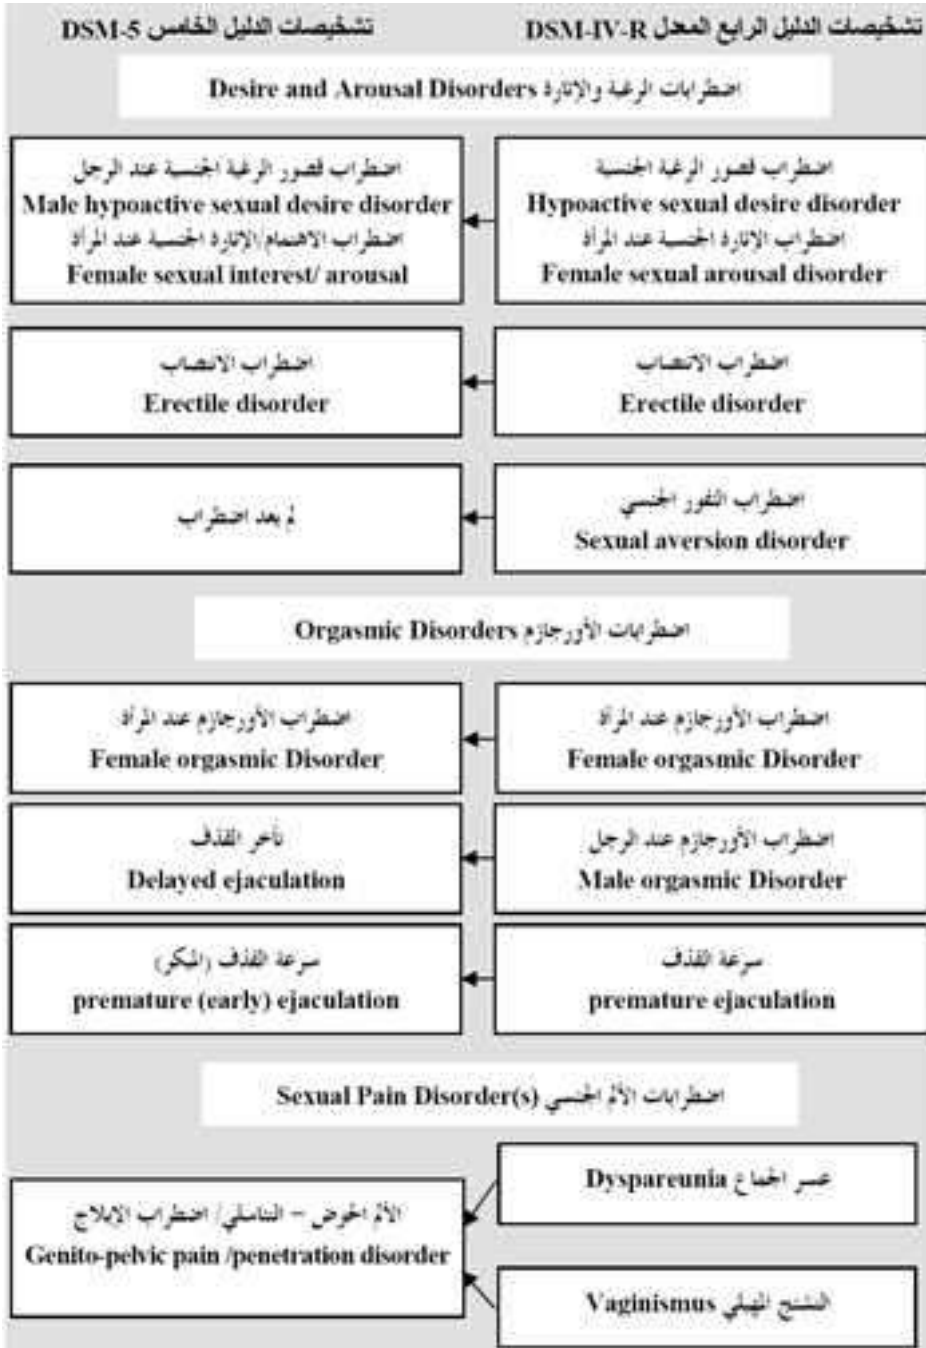 تشخيصات الدليل الرابع المعدل DSM-IV-R
تشخيصات الدليل الخامس DSM-5
اضطرابات الرغبة والإثارة Desire and Arousal Disorders
اضطراب قصور الرغبة الجنسية
Hypoactive sexual desire disorder
اضطراب الإثارة الجنسية عند المرأة
Female sexual arousal disorder
اضطراب قصور الرغبة الجنسية عند الرجل
Male hypoactive sexual desire disorder
اضطراب الاهتمام/الإثارة الجنسية عند المرأة
Female sexual interest/ arousal
اضطراب الانتصاب
Erectile disorder
اضطراب الانتصاب
Erectile disorder
اضطراب النفور الجنسي
Sexual aversion disorder
لم يعد اضطراب
اضطرابات الأورجازم Orgasmic Disorders
اضطراب الأورجازم عند المرأة
Female orgasmic Disorder
اضطراب الأورجازم عند المرأة
Female orgasmic Disorder
اضطراب الأورجازم عند الرجل
Male orgasmic Disorder
تأخر القذف
Delayed ejaculation
سرعة القذف
premature ejaculation
سرعة القذف (المبكر)
premature (early) ejaculation
اضطرابات الألم الجنسي Sexual Pain Disorder(s)
عسر الجماع Dyspareunia
الألم الحوض – التناسلي/ اضطراب الايلاج
Genito-pelvic pain /penetration disorder
التشنج المهبلي Vaginismus